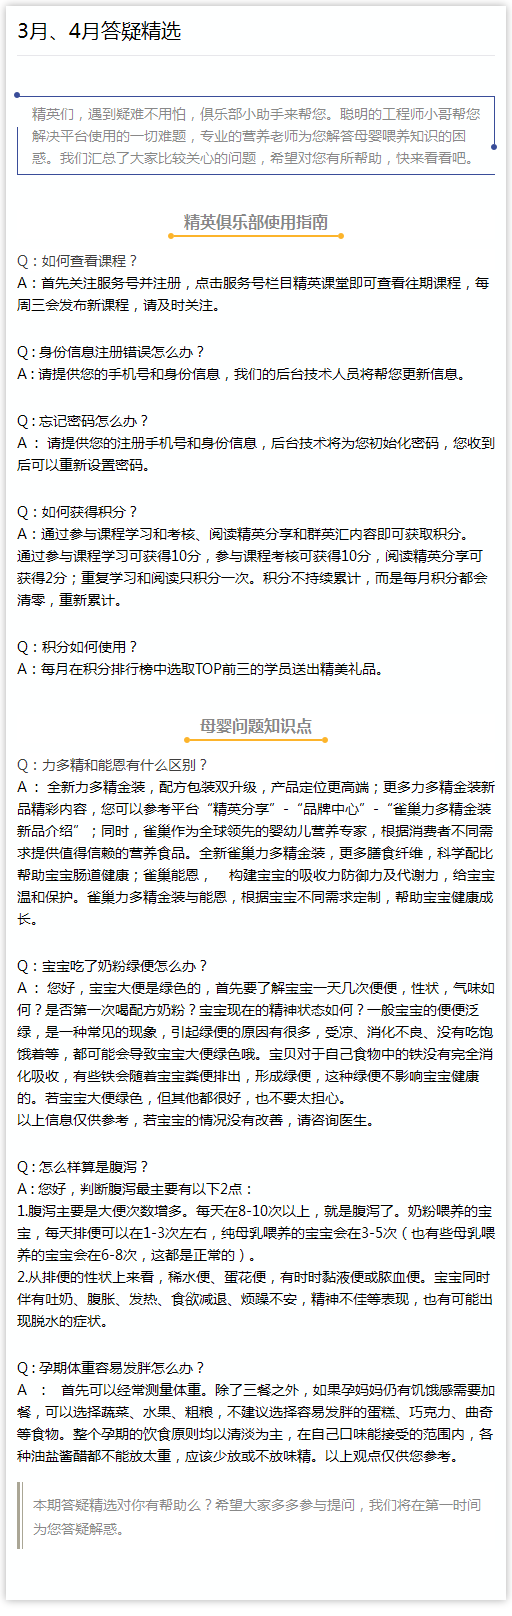 3月、4月答疑精选
精英们，遇到疑难不用怕，俱乐部小助手来帮您。聪明的工程师小哥帮您
解决平台使用的一切难题，专业的营养老师为您解答母婴喂养知识的困
惑。我们汇总了大家比较关心的问题，希望对您有所帮助，快来看看吧。
精英俱乐部使用指南
Q：如何查看课程？
A：首先关注服务号并注册，点击服务号栏目精英课堂即可查看往期课程，每
周三会发布新课程，请及时关注。
Q : 身份信息注册错误怎么办？
A : 请提供您的手机号和身份信息，我们的后台技术人员将帮您更新信息。
Q : 忘记密码怎么办？
A ： 请提供您的注册手机号和身份信息，后台技术将为您初始化密码，您收到
后可以重新设置密码。
Q：如何获得积分？
A：通过参与课程学习和考核、阅读精英分享和群英汇内容即可获取积分。
通过参与课程学习可获得10分，参与课程考核可获得10分，阅读精英分享可
获得2分；重复学习和阅读只积分一次。积分不持续累计，而是每月积分都会
清零，重新累计。
Q：积分如何使用？
A：每月在积分排行榜中选取TOP前三的学员送出精美礼品。
母婴问题知识点
Q：力多精和能恩有什么区别？
A ： 全新力多精金装，配方包装双升级，产品定位更高端；更多力多精金装新
品精彩内容，您可以参考平台“精英分享”-“品牌中心”-“雀巢力多精金装
新品介绍”；同时，雀巢作为全球领先的婴幼儿营养专家，根据消费者不同需
求提供值得信赖的营养食品。全新雀巢力多精金装，更多膳食纤维，科学配比
帮助宝宝肠道健康；雀巢能恩， 构建宝宝的吸收力防御力及代谢力，给宝宝
温和保护。雀巢力多精金装与能恩，根据宝宝不同需求定制，帮助宝宝健康成
长。
Q：宝宝吃了奶粉绿便怎么办？
A ： 您好，宝宝大便是绿色的，首先要了解宝宝一天几次便便，性状，气味如
何？是否第一次喝配方奶粉？宝宝现在的精神状态如何？一般宝宝的便便泛
绿，是一种常见的现象，引起绿便的原因有很多，受凉、消化不良、没有吃饱
饿着等，都可能会导致宝宝大便绿色哦。宝贝对于自己食物中的铁没有完全消
化吸收，有些铁会随着宝宝粪便排出，形成绿便，这种绿便不影响宝宝健康
的。若宝宝大便绿色，但其他都很好，也不要太担心。
以上信息仅供参考，若宝宝的情况没有改善，请咨询医生。
Q : 怎么样算是腹泻？
A : 您好，判断腹泻最主要有以下2点：
1.腹泻主要是大便次数增多。每天在8-10次以上，就是腹泻了。奶粉喂养的宝
宝，每天排便可以在1-3次左右，纯母乳喂养的宝宝会在3-5次（也有些母乳喂
养的宝宝会在6-8次，这都是正常的）。
2.从排便的性状上来看，稀水便、蛋花便，有时时黏液便或脓血便。宝宝同时
伴有吐奶、腹胀、发热、食欲减退、烦躁不安，精神不佳等表现，也有可能出
现脱水的症状。
Q : 孕期体重容易发胖怎么办？
A ： 首先可以经常测量体重。除了三餐之外，如果孕妈妈仍有饥饿感需要加
餐，可以选择蔬菜、水果、粗粮，不建议选择容易发胖的蛋糕、巧克力、曲奇
等食物。整个孕期的饮食原则均以清淡为主，在自己口味能接受的范围内，各
种油盐酱醋都不能放太重，应该少放或不放味精。以上观点仅供您参考。
本期答疑精选对你有帮助么？希望大家多多参与提问，我们将在第一时间
为您答疑解惑。